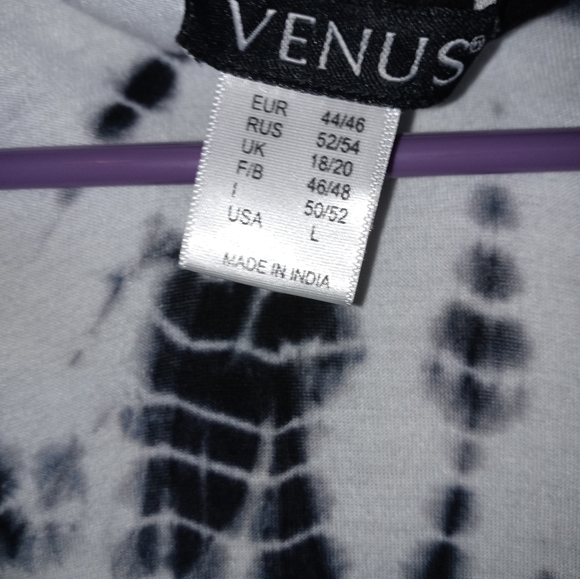 VENUS®
EUR 44/46
RUS 52/54
UK 18/20
F/B 46/48
I 50/52
USA L
MADE IN INDIA